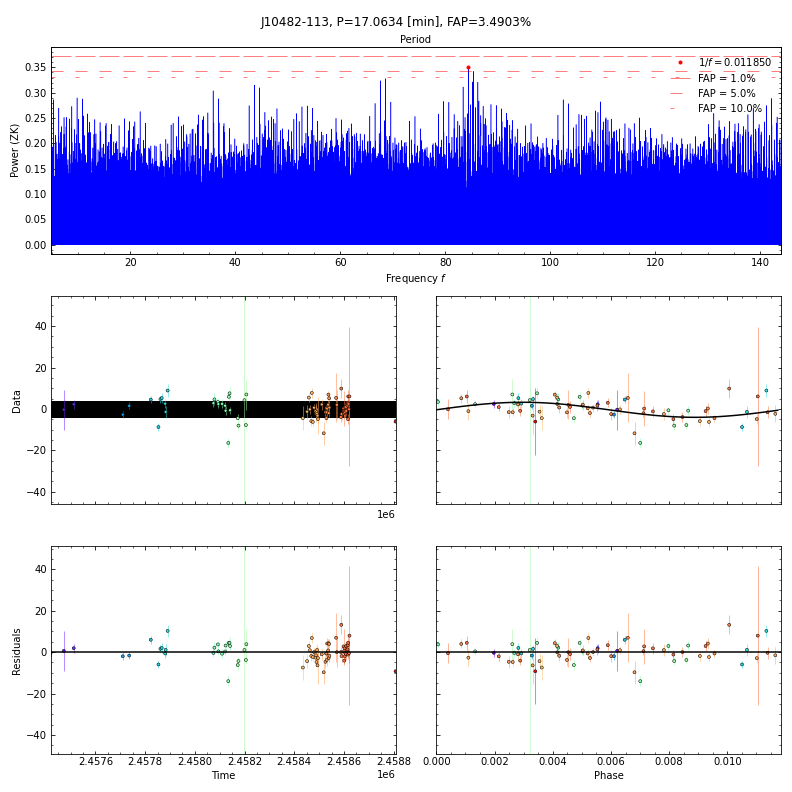 J10482-113, P=17.0634 [min], FAP=3.4903%
Period
0.35
0.30
0.25
0.20
0.15
0.10
0.05
0.00
Power (ZK)
1/f = 0.011850
FAP = 1.0%
FAP = 5.0%
FAP = 10.0%
20
40
60
80
100
120
140
Frequency f
40
20
0
−20
−40
Data
1e6
40
20
0
−20
−40
Residuals
2.4576
2.4578
2.4580
2.4582
2.4584
2.4586
2.4588
1e6
Time
0.000
0.002
0.004
0.006
0.008
0.010
Phase